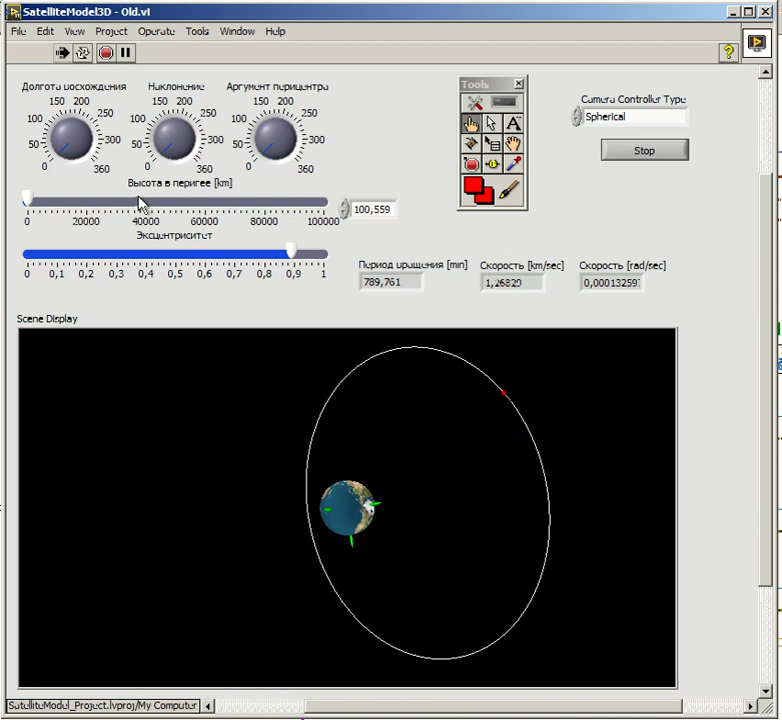 SatelliteModel3D - Old.vi
File Edit View Project Operate Tools Window Help
Долгота восхождения Наклонение Аргумент перицентра
150 200 150 200 150 200
100 100 100
50 300 50 300 50 300
0 360 0 360 0 360
Высота в перигее [km]
0 20000 40000 60000 80000 100000
100,559
Эксцентриситет
0 0,1 0,2 0,3 0,4 0,5 0,6 0,7 0,8 0,9 1
Tools
A
Camera Controller Type
Spherical
Stop
Период вращения [min] Скорость [km/sec] Скорость [rad/sec]
789,761 1,26820 0,000132597
Scene Display
SatelliteModel_Project.lvproj/My Computer